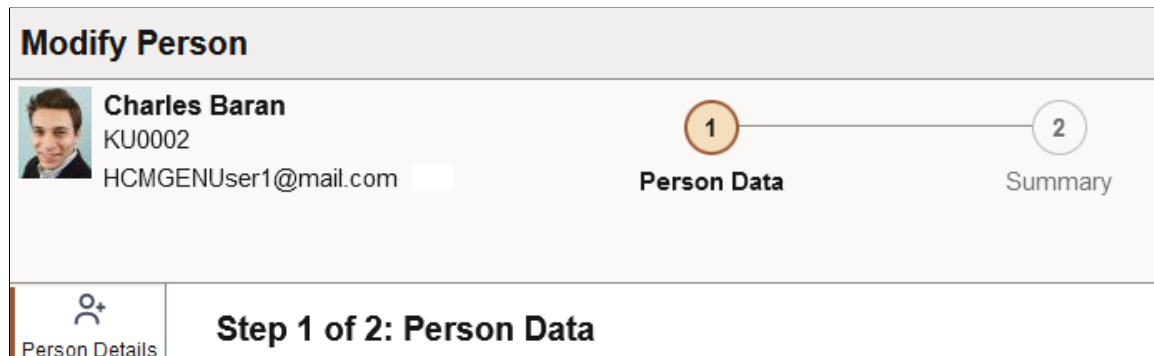 Modify Person
Charles Baran
KU0002
HCMGENUser1@mail.com
1
2
Person Data
Summary
Person Details
Step 1 of 2: Person Data